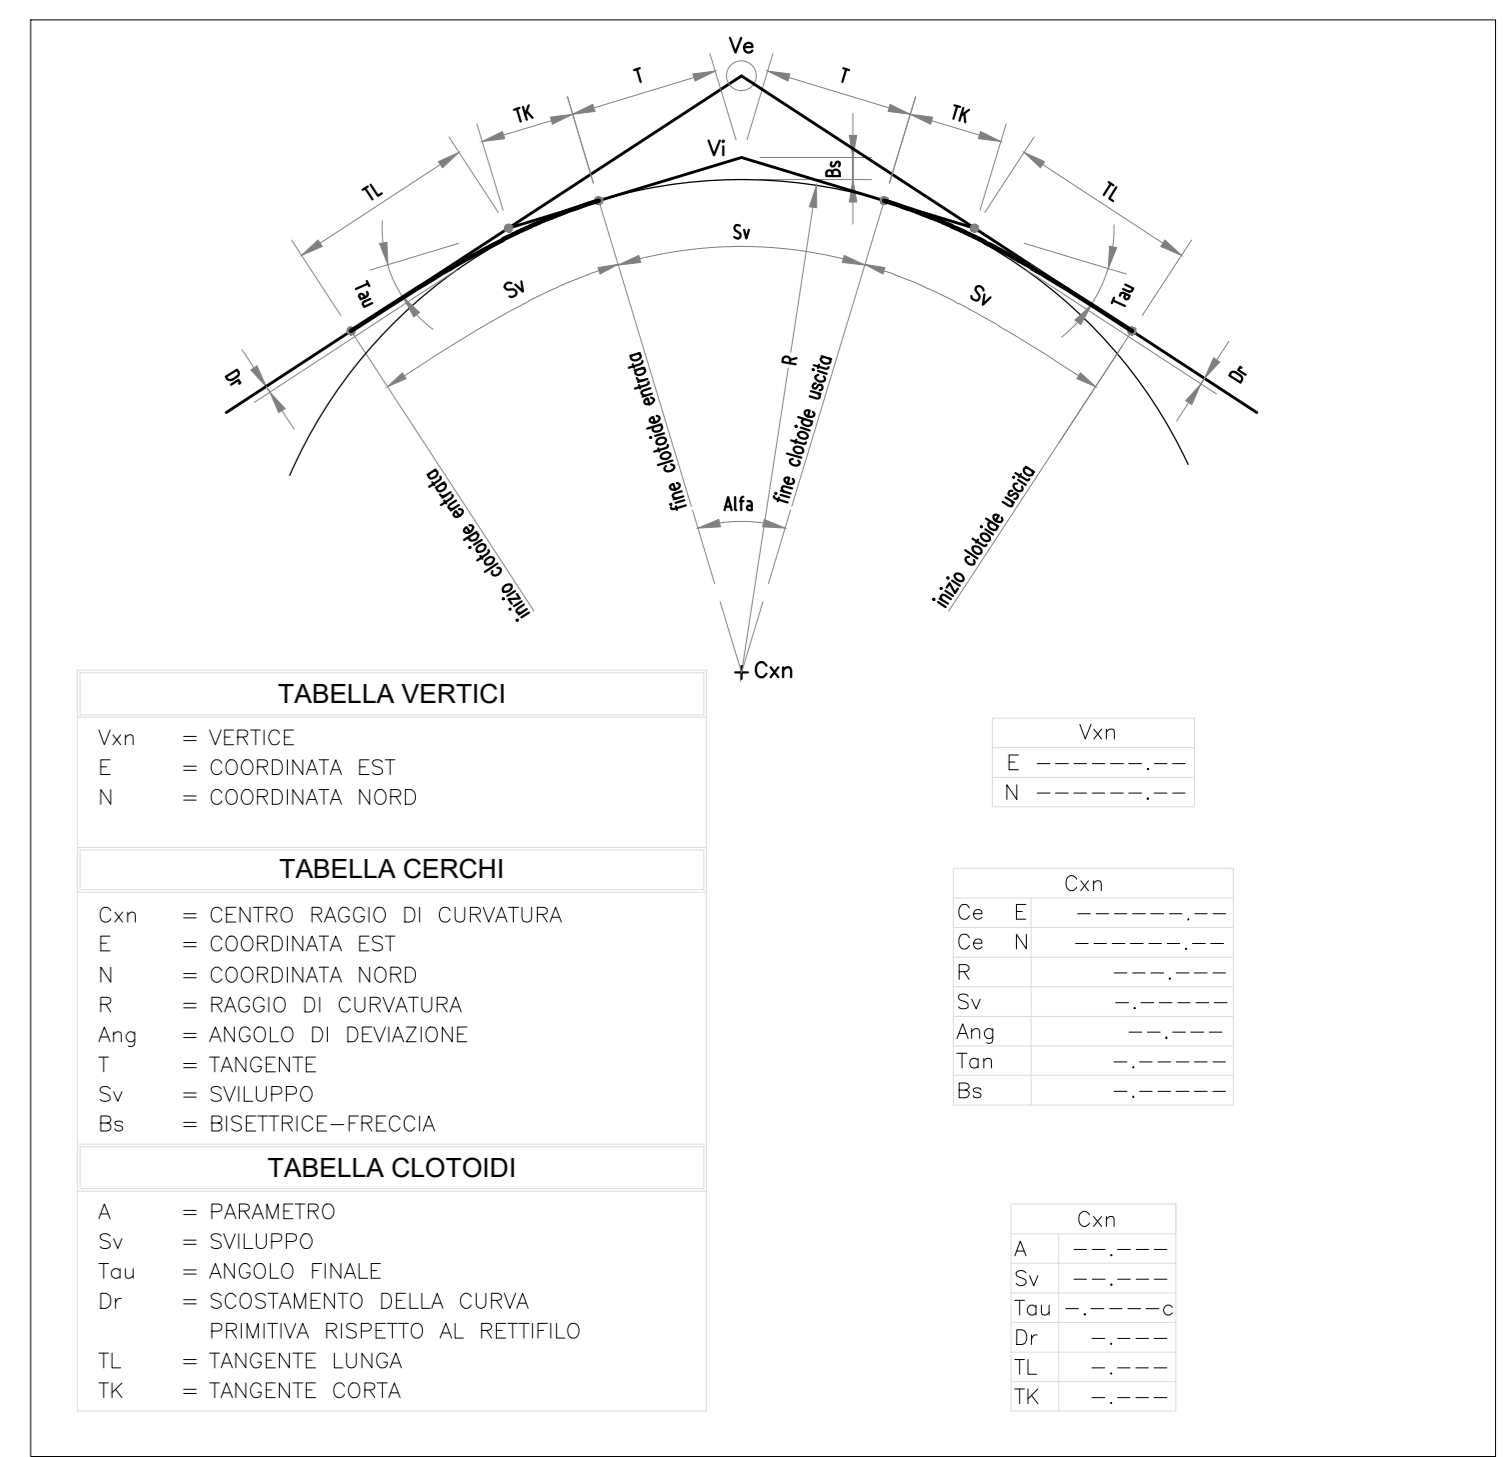 Ve
T
T
TK
TK
Vi
Bs
TL
TL
Sv
Sv
Sv
Tau
Tau
R
Dr
Dr
inizio clotoide entrata
fine clotoide entrata
fine clotoide uscita
inizio clotoide uscita
Alfa
Cxn
TABELLA VERTICI
Vxn = VERTICE
E = COORDINATA EST
N = COORDINATA NORD
TABELLA CERCHI
Cxn = CENTRO RAGGIO DI CURVATURA
E = COORDINATA EST
N = COORDINATA NORD
R = RAGGIO DI CURVATURA
Ang = ANGOLO DI DEVIAZIONE
T = TANGENTE
Sv = SVILUPPO
Bs = BISETTRICE-FRECCIA
TABELLA CLOTOIDI
A = PARAMETRO
Sv = SVILUPPO
Tau = ANGOLO FINALE
Dr = SCOSTAMENTO DELLA CURVA
PRIMITIVA RISPETTO AL RETTIFILO
TL = TANGENTE LUNGA
TK = TANGENTE CORTA
Vxn
E ------.--
N ------.--
Cxn
Ce E ------.--
Ce N ------.--
R ---.---
Sv -.-----
Ang --.---
Tan -.-----
Bs -.-----
Cxn
A --.---
Sv --.---
Tau -.----c
Dr -.---
TL -.---
TK -.---